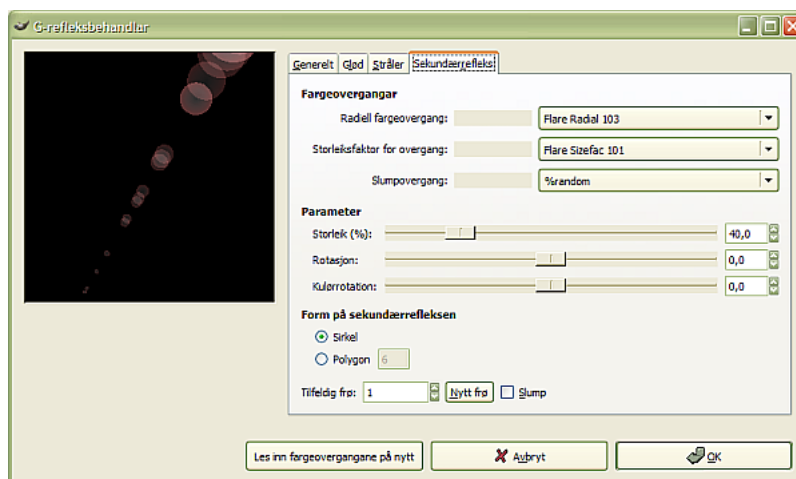 G-refleksbehandlar
Generelt Glød Stråler Sekundærrefleks
Fargeovergangar
Radiell fargeovergang: Flare Radial 103
Storleiksfaktor for overgang: Flare Sizefac 101
Slumpovergang: %random
Parameter
Storleik (%): 40,0
Rotasjon: 0,0
Kulørrotation: 0,0
Form på sekundærrefleksen
Sirkel
Polygon 6
Tilfeldig frø: 1 Nytt frø Slump
Les inn fargeovergangane på nytt Avbryt OK